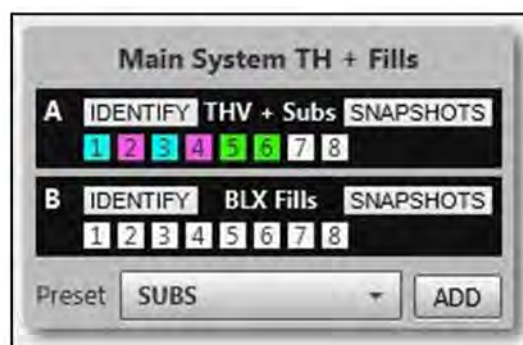 Main System TH + Fills
A IDENTIFY THV + Subs SNAPSHOTS
1 2 3 4 5 6 7 8
B IDENTIFY BLX Fills SNAPSHOTS
1 2 3 4 5 6 7 8
Preset SUBS ADD